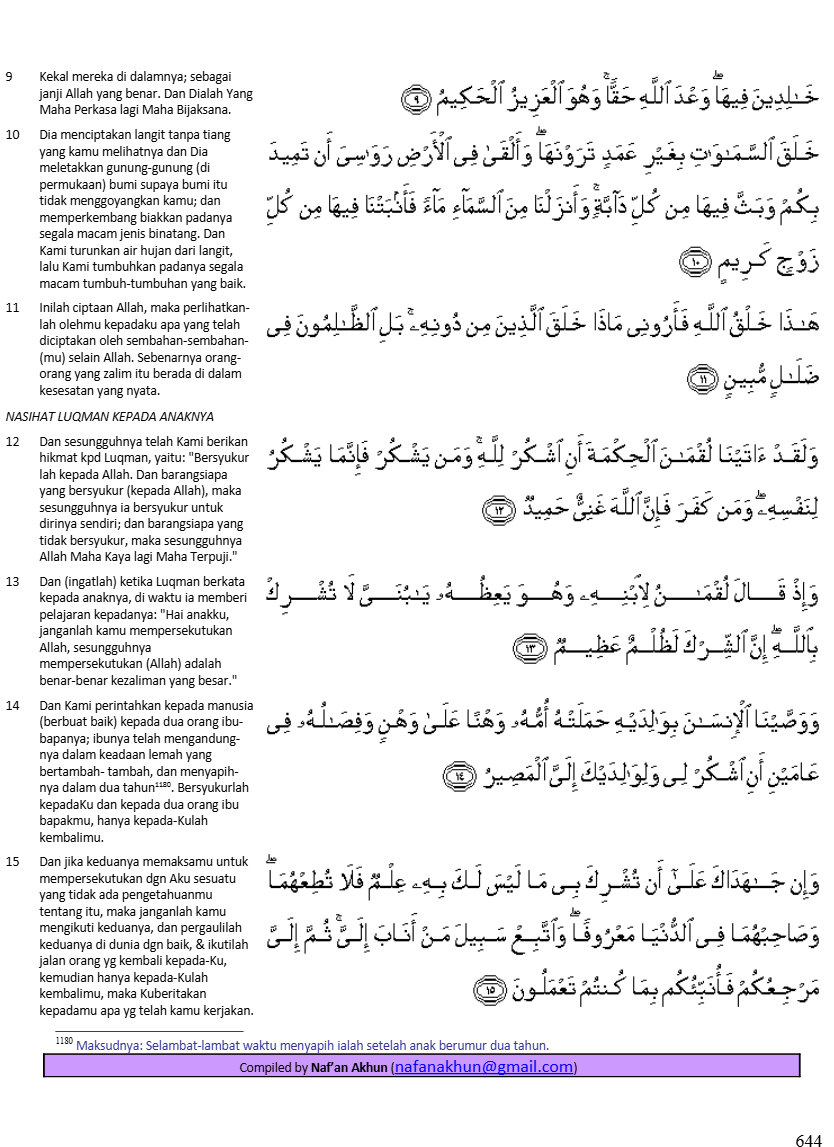 9 Kekal mereka di dalamnya; sebagai
janji Allah yang benar. Dan Dialah Yang
Maha Perkasa lagi Maha Bijaksana.
خَـٰلِدِينَ فِيهَا ۖ وَعْدَ ٱللَّهِ حَقًّا ۚ وَهُوَ ٱلْعَزِيزُ ٱلْحَكِيمُ ﴿٩﴾
10 Dia menciptakan langit tanpa tiang
yang kamu melihatnya dan Dia
meletakkan gunung-gunung (di
permukaan) bumi supaya bumi itu
tidak menggoyangkan kamu; dan
memperkembang biakkan padanya
segala macam jenis binatang. Dan
Kami turunkan air hujan dari langit,
lalu Kami tumbuhkan padanya segala
macam tumbuh-tumbuhan yang baik.
خَلَقَ ٱلسَّمَـٰوَٰتِ بِغَيْرِ عَمَدٍ تَرَوْنَهَا ۖ وَأَلْقَىٰ فِى ٱلْأَرْضِ رَوَٰسِىَ أَن تَمِيدَ
بِكُمْ وَبَثَّ فِيهَا مِن كُلِّ دَآبَّةٍ ۚ وَأَنزَلْنَا مِنَ ٱلسَّمَآءِ مَآءً فَأَنۢبَتْنَا فِيهَا مِن كُلِّ
زَوْجٍ كَرِيمٍ ﴿١٠﴾
11 Inilah ciptaan Allah, maka perlihatkan-
lah olehmu kepadaku apa yang telah
diciptakan oleh sembahan-sembahan-
(mu) selain Allah. Sebenarnya orang-
orang yang zalim itu berada di dalam
kesesatan yang nyata.
هَـٰذَا خَلْقُ ٱللَّهِ فَأَرُونِى مَاذَا خَلَقَ ٱلَّذِينَ مِن دُونِهِۦ ۚ بَلِ ٱلظَّـٰلِمُونَ فِى
ضَلَـٰلٍ مُّبِينٍ ﴿١١﴾
NASIHAT LUQMAN KEPADA ANAKNYA
12 Dan sesungguhnya telah Kami berikan
hikmat kpd Luqman, yaitu: "Bersyukur
lah kepada Allah. Dan barangsiapa
yang bersyukur (kepada Allah), maka
sesungguhnya ia bersyukur untuk
dirinya sendiri; dan barangsiapa yang
tidak bersyukur, maka sesungguhnya
Allah Maha Kaya lagi Maha Terpuji."
وَلَقَدْ ءَاتَيْنَا لُقْمَـٰنَ ٱلْحِكْمَةَ أَنِ ٱشْكُرْ لِلَّهِ ۚ وَمَن يَشْكُرْ فَإِنَّمَا يَشْكُرُ
لِنَفْسِهِۦ ۖ وَمَن كَفَرَ فَإِنَّ ٱللَّهَ غَنِىٌّ حَمِيدٌ ﴿١٢﴾
13 Dan (ingatlah) ketika Luqman berkata
kepada anaknya, di waktu ia memberi
pelajaran kepadanya: "Hai anakku,
janganlah kamu mempersekutukan
Allah, sesungguhnya
mempersekutukan (Allah) adalah
benar-benar kezaliman yang besar."
وَإِذْ قَالَ لُقْمَـٰنُ لِٱبْنِهِۦ وَهُوَ يَعِظُهُۥ يَـٰبُنَىَّ لَا تُشْرِكْ
بِٱللَّهِ ۖ إِنَّ ٱلشِّرْكَ لَظُلْمٌ عَظِيمٌ ﴿١٣﴾
14 Dan Kami perintahkan kepada manusia
(berbuat baik) kepada dua orang ibu-
bapanya; ibunya telah mengandung-
nya dalam keadaan lemah yang
bertambah- tambah, dan menyapih-
nya dalam dua tahun1180. Bersyukurlah
kepadaKu dan kepada dua orang ibu
bapakmu, hanya kepada-Kulah
kembalimu.
وَوَصَّيْنَا ٱلْإِنسَـٰنَ بِوَٰلِدَيْهِ حَمَلَتْهُ أُمُّهُۥ وَهْنًا عَلَىٰ وَهْنٍ وَفِصَـٰلُهُۥ فِى
عَامَيْنِ أَنِ ٱشْكُرْ لِى وَلِوَٰلِدَيْكَ إِلَىَّ ٱلْمَصِيرُ ﴿١٤﴾
15 Dan jika keduanya memaksamu untuk
mempersekutukan dgn Aku sesuatu
yang tidak ada pengetahuanmu
tentang itu, maka janganlah kamu
mengikuti keduanya, dan pergaulilah
keduanya di dunia dgn baik, & ikutilah
jalan orang yg kembali kepada-Ku,
kemudian hanya kepada-Kulah
kembalimu, maka Kuberitakan
kepadamu apa yg telah kamu kerjakan.
وَإِن جَـٰهَدَاكَ عَلَىٰٓ أَن تُشْرِكَ بِى مَا لَيْسَ لَكَ بِهِۦ عِلْمٌ فَلَا تُطِعْهُمَا ۖ
وَصَاحِبْهُمَا فِى ٱلدُّنْيَا مَعْرُوفًا ۖ وَٱتَّبِعْ سَبِيلَ مَنْ أَنَابَ إِلَىَّ ۚ ثُمَّ إِلَىَّ
مَرْجِعُكُمْ فَأُنَبِّئُكُم بِمَا كُنتُمْ تَعْمَلُونَ ﴿١٥﴾
1180 Maksudnya: Selambat-lambat waktu menyapih ialah setelah anak berumur dua tahun.
Compiled by Naf’an Akhun (nafanakhun@gmail.com)
644